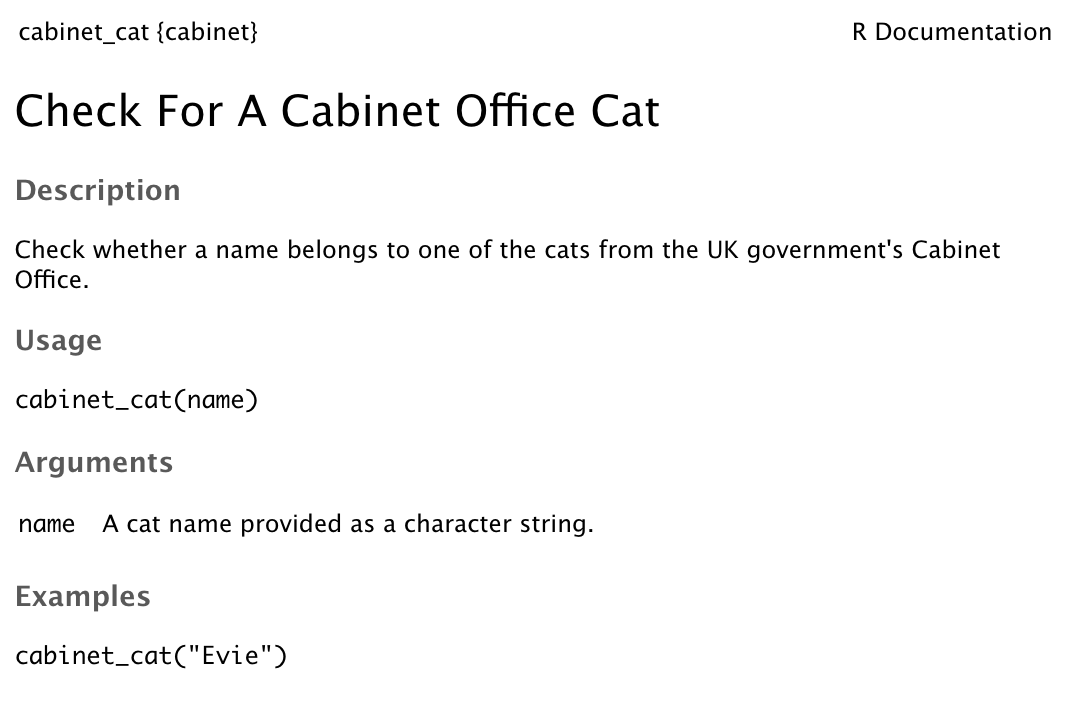 cabinet_cat {cabinet} R Documentation
Check For A Cabinet Office Cat
Description
Check whether a name belongs to one of the cats from the UK government's Cabinet
Office.
Usage
cabinet_cat(name)
Arguments
name A cat name provided as a character string.
Examples
cabinet_cat("Evie")